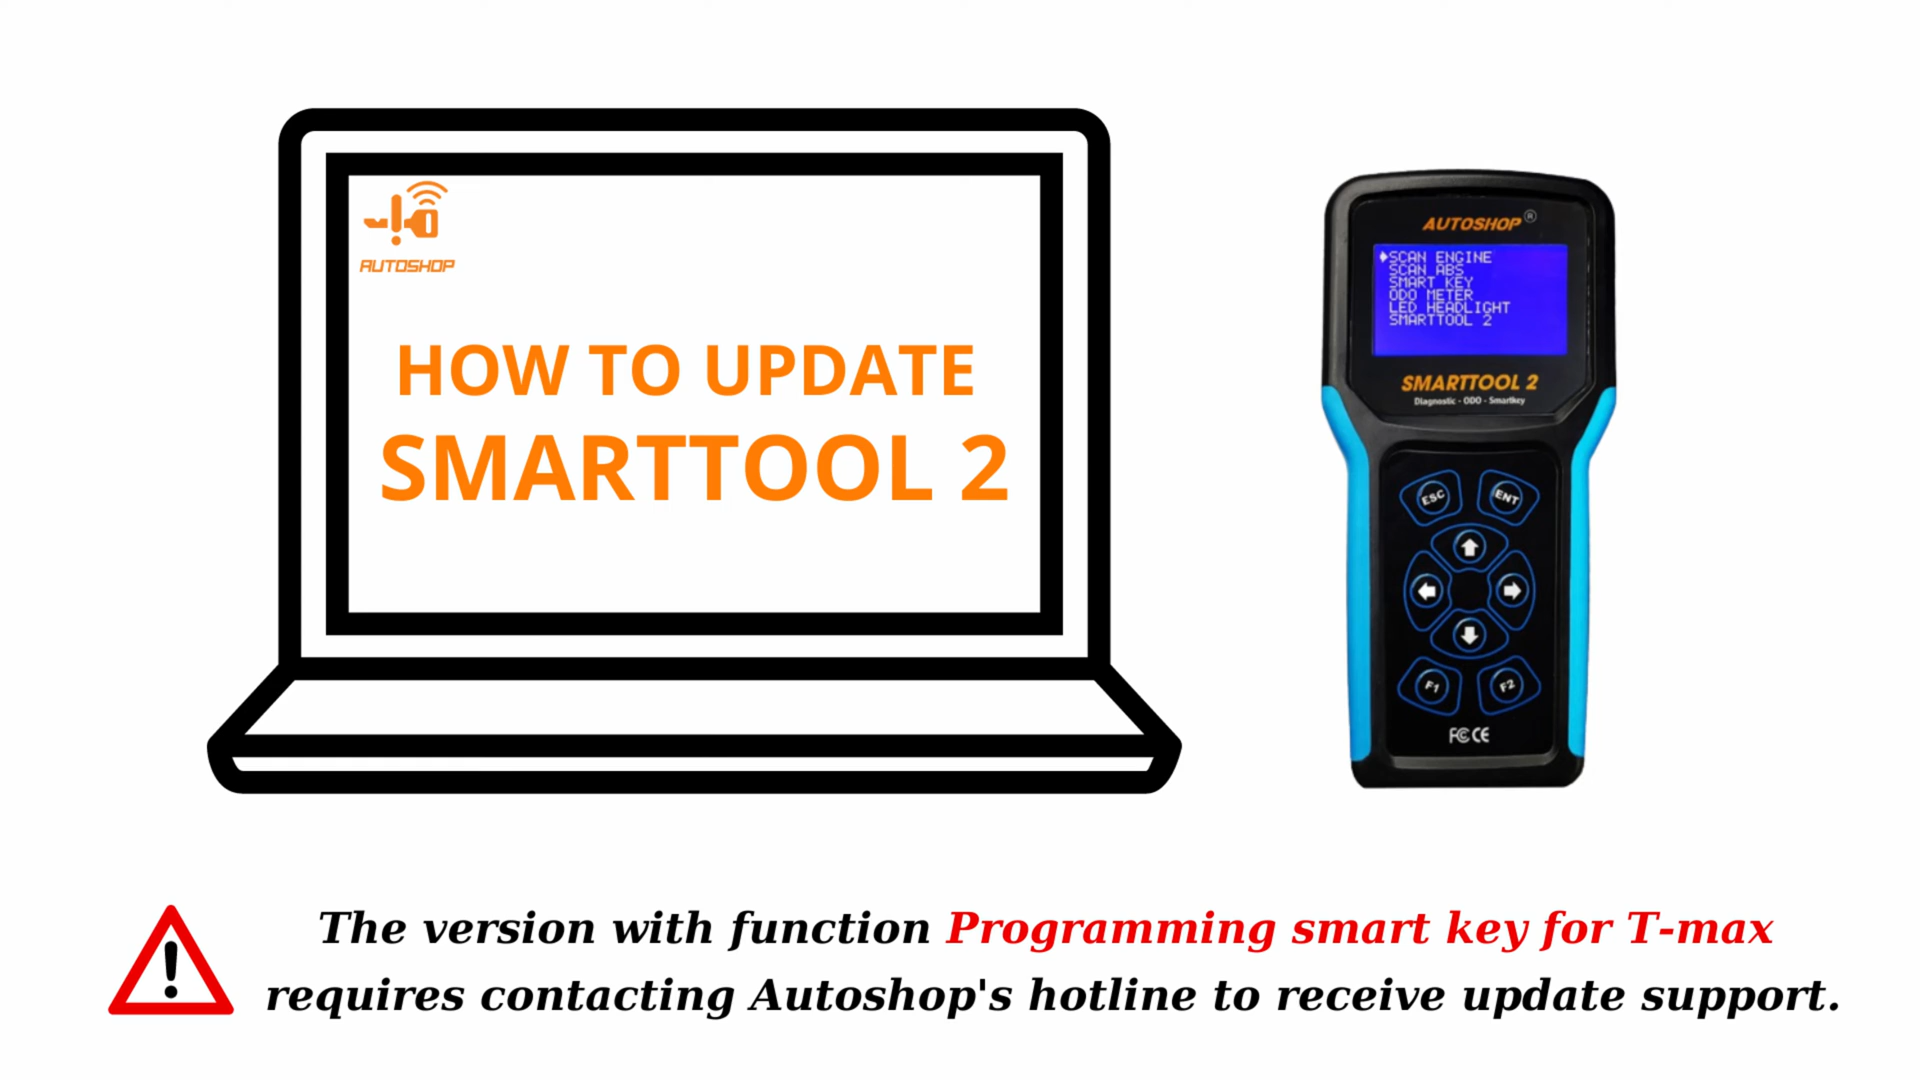 AUTOSHOP
HOW TO UPDATE
SMARTTOOL 2
AUTOSHOP®
SCAN ENGINE
SCAN ABS
SMART KEY
ODO METER
LED HEADLIGHT
SMARTTOOL 2
SMARTTOOL 2
Diagnostic - ODO - Smartkey
ESC
ENT
F1
F2
FC CE
The version with function Programming smart key for T-max
requires contacting Autoshop's hotline to receive update support.